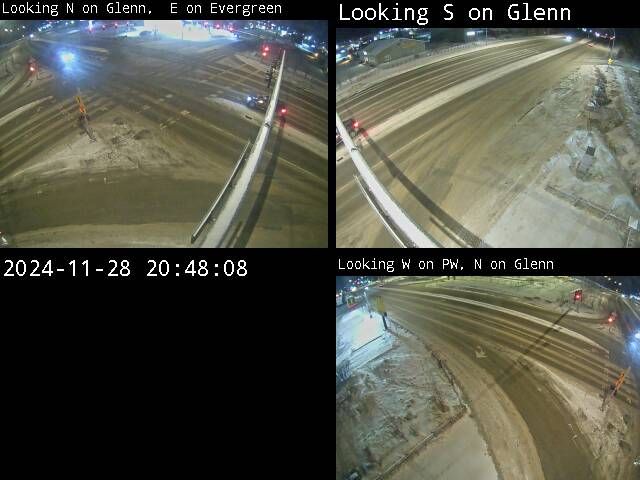 Looking N on Glenn,  E on Evergreen
Looking S on Glenn
2024-11-28 20:48:08
Looking W on PW, N on Glenn